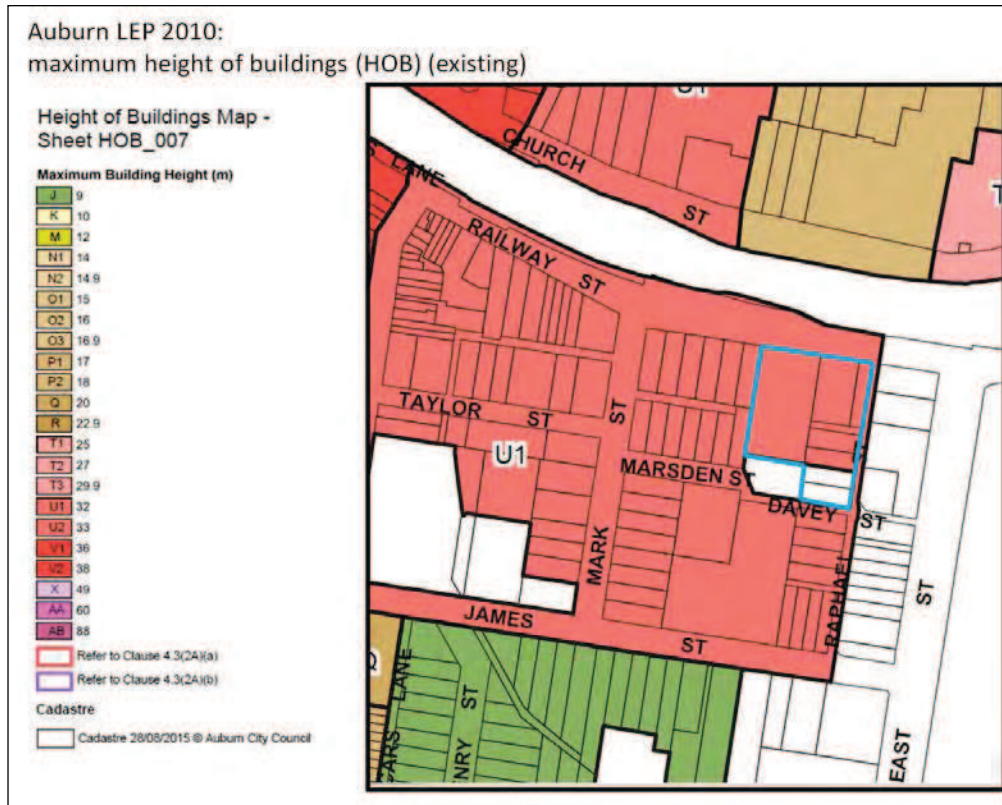 Auburn LEP 2010:
maximum height of buildings (HOB) (existing)
Height of Buildings Map -
Sheet HOB_007
Maximum Building Height (m)
J 9
K 10
M 12
N1 14
N2 14.9
O1 15
O2 16
O3 16.9
P1 17
P2 18
Q 20
R 22.9
T1 25
T2 27
T3 29.9
U1 32
U2 33
V1 36
V2 38
X 49
AA 60
AB 88
Refer to Clause 4.3(2A)(a)
Refer to Clause 4.3(2A)(b)
Cadastre
Cadastre 28/08/2015 © Auburn City Council
U1
CHURCH ST
S LANE
T
RAILWAY ST
TAYLOR ST
ST
U1
MARSDEN ST
DAVEY ST
MARK
RAPHAEL
ST
JAMES ST
Q
LANE
ST
NRY
EAST